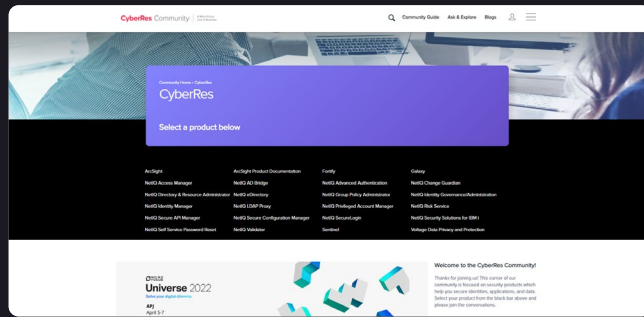 CyberRes Community
Community Guide Ask & Explore Blogs
Community Home > CyberRes
CyberRes
Select a product below
ArcSight ArcSight Product Documentation Fortify Galaxy
NetIQ Access Manager NetIQ AD Bridge NetIQ Advanced Authentication NetIQ Change Guardian
NetIQ Directory & Resource Administrator NetIQ eDirectory NetIQ Group Policy Administrator NetIQ Identity Governance/Administration
NetIQ Identity Manager NetIQ LDAP Proxy NetIQ Privileged Account Manager NetIQ Risk Service
NetIQ Secure API Manager NetIQ Secure Configuration Manager NetIQ SecureLogin NetIQ Security Solutions for IBM i
NetIQ Self Service Password Reset NetIQ Validator Sentinel Voltage Data Privacy and Protection
Universe 2022
Solve your digital dilemma
APJ
April 5-7
Welcome to the CyberRes Community!
Thanks for joining us! This corner of our
community is focused on security products which
help you secure identities, applications, and data.
Select your product from the black bar above and
please join the conversations.